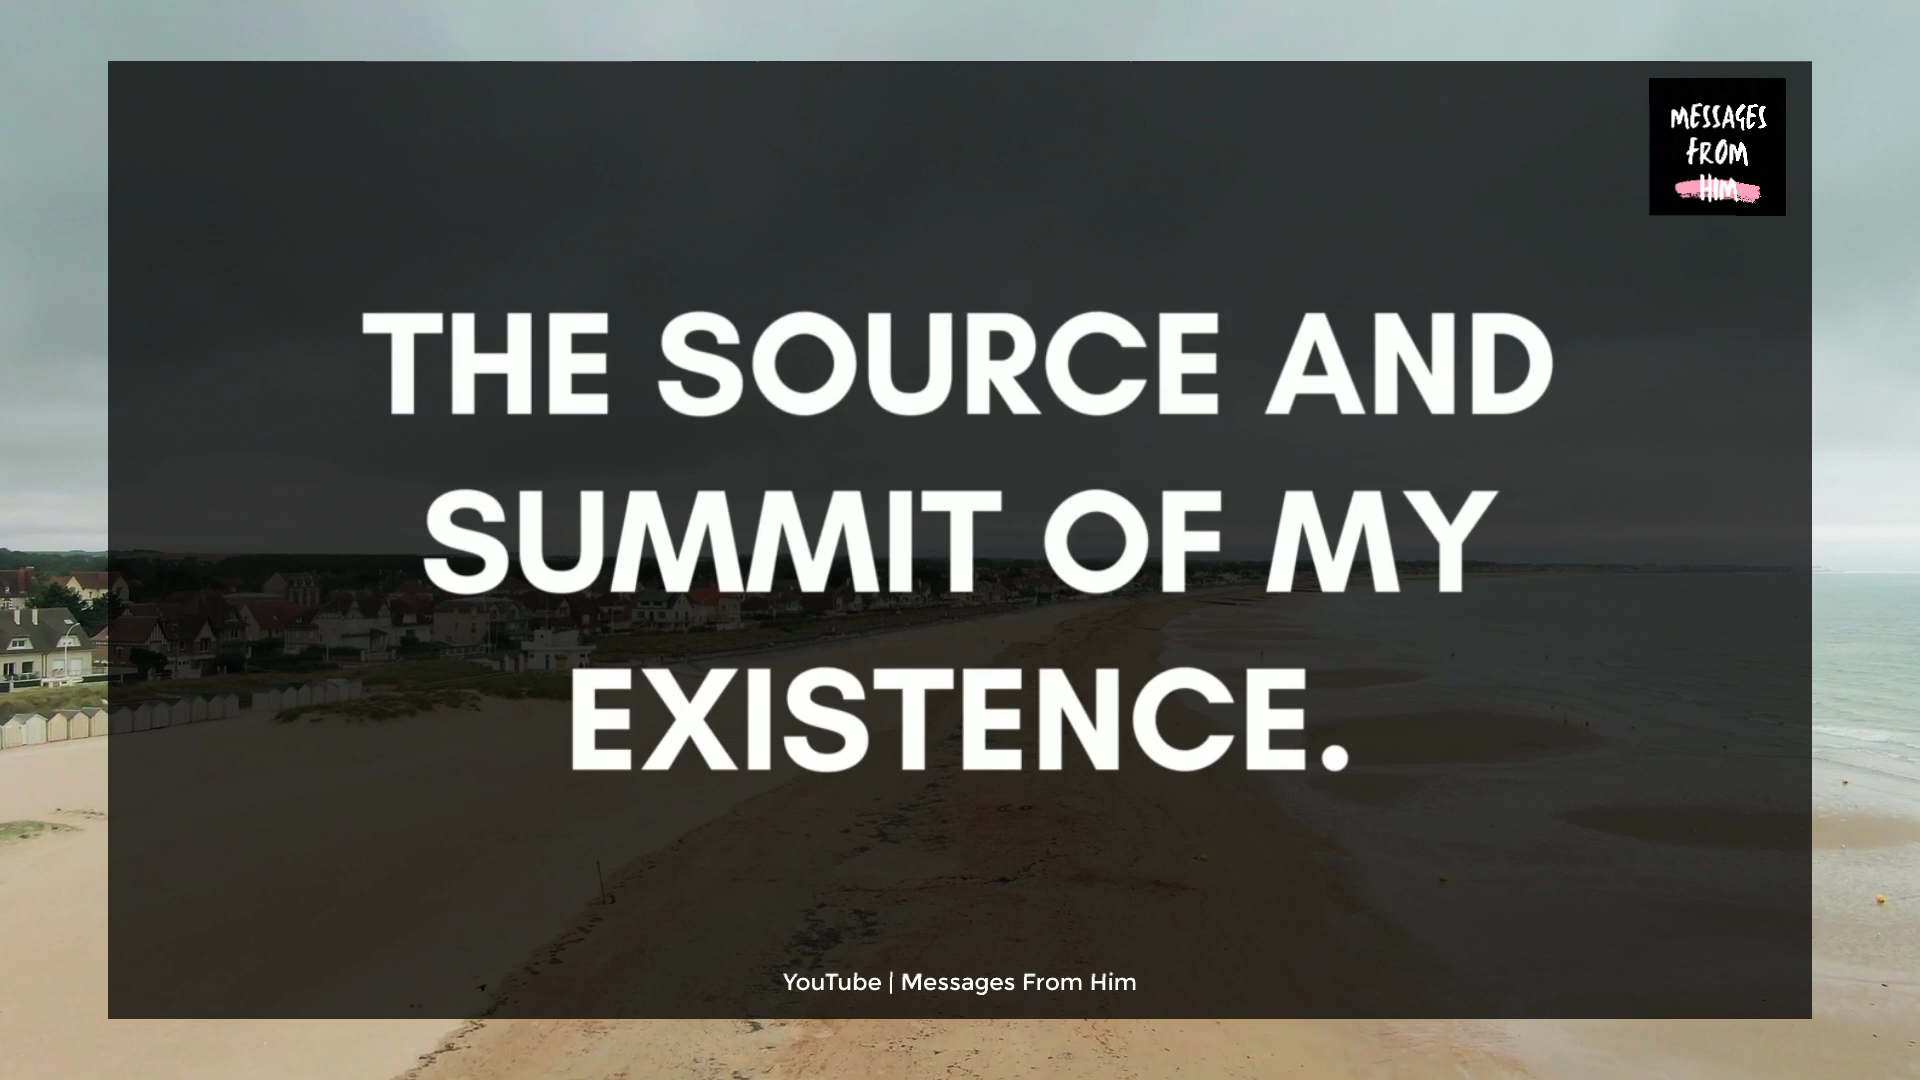 MESSAGES
FROM
HIM
THE SOURCE AND
SUMMIT OF MY
EXISTENCE.
YouTube | Messages From Him